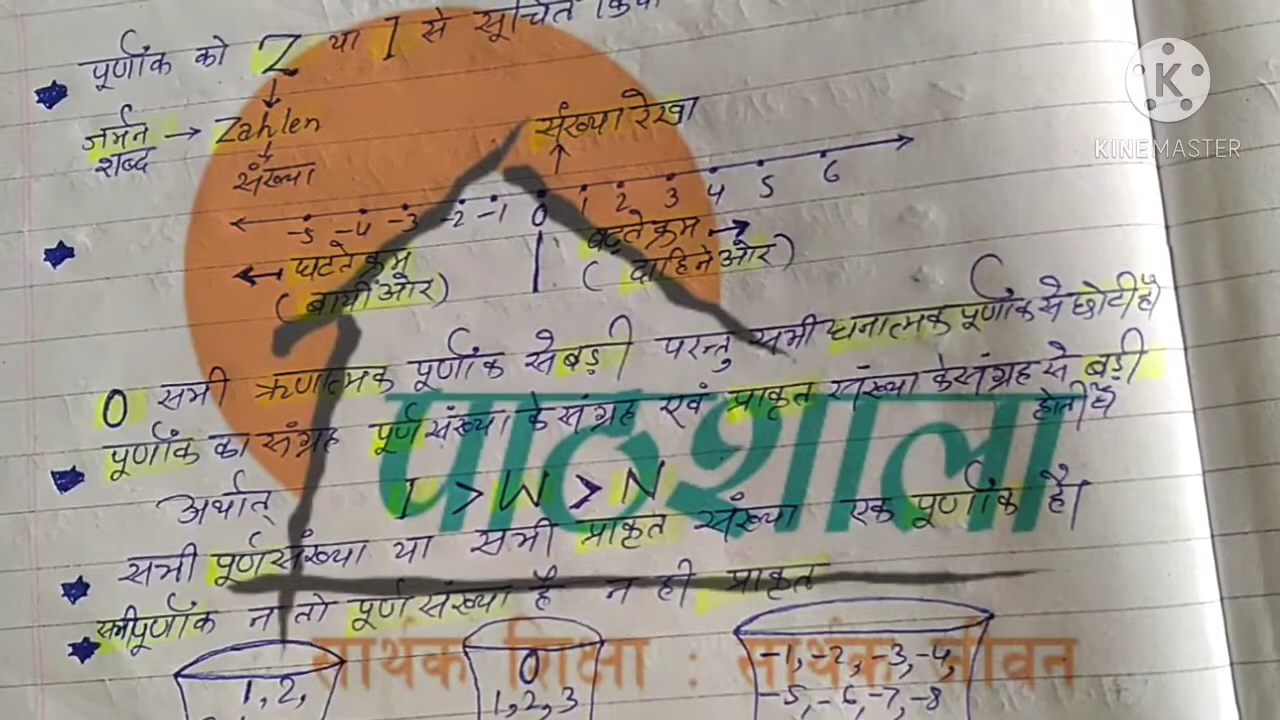 पूर्णांक को Z या I से सूचित किया
जर्मन शब्द → Zahlen
↓
संख्या
संख्या रेखा
-5 -4 -3 -2 -1 0 1 2 3 4 5 6
← घटते क्रम
(बायीं ओर)
बढ़ते क्रम →
(दाहिने ओर)
0 सभी ऋणात्मक पूर्णांक से बड़ी परन्तु सभी धनात्मक पूर्णांक से छोटी है
पूर्णांक का संग्रह पूर्ण संख्या के संग्रह एवं प्राकृत संख्या के संग्रह से बड़ी
होती है
अर्थात् I > W > N
सभी पूर्ण संख्या या सभी प्राकृत संख्या एक पूर्णांक है।
सभी पूर्णांक न तो पूर्ण संख्या है न ही प्राकृत
1, 2,
0
1, 2, 3
-1, -2, -3, -4,
-5, -6, -7, -8
पाठशाला
सार्थक शिक्षा : सार्थक जीवन
K
KINEMASTER